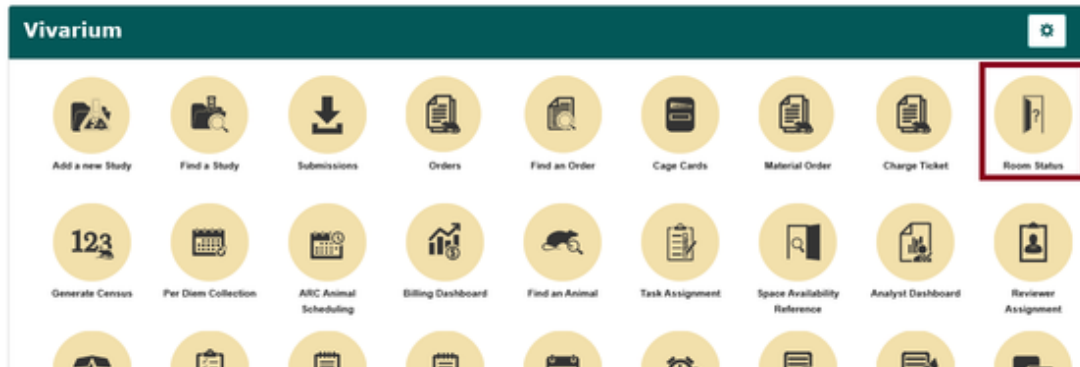 Vivarium
?
Add a new Study
Find a Study
Submissions
Orders
Find an Order
Cage Cards
Material Order
Charge Ticket
Room Status
123
Generate Census
Per Diem Collection
ARC Animal
Scheduling
Billing Dashboard
Find an Animal
Task Assignment
Space Availability
Reference
Analyst Dashboard
Reviewer
Assignment